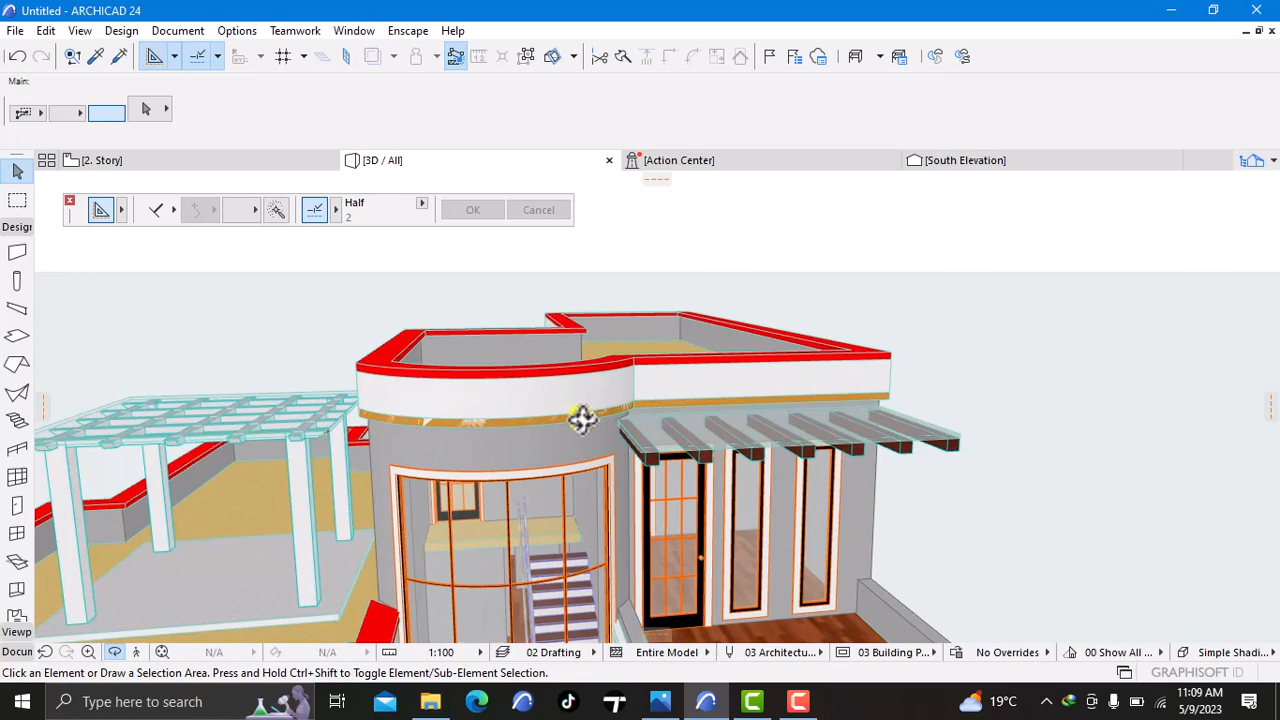 Untitled - ARCHICAD 24
File Edit View Design Document Options Teamwork Window Enscape Help
Main:
[2. Story]
[3D / All]
[Action Center]
[South Elevation]
Half
2
OK
Cancel
Design
Viewp
Docun
N/A
N/A
1:100
02 Drafting
Entire Model
03 Architectu...
03 Building P...
No Overrides
00 Show All ...
Simple Shadi...
Click an Element or Draw a Selection Area. Press and Hold Ctrl+Shift to Toggle Element/Sub-Element Selection.
GRAPHISOFT ID
Type here to search
19°C
11:09 AM
5/9/2023